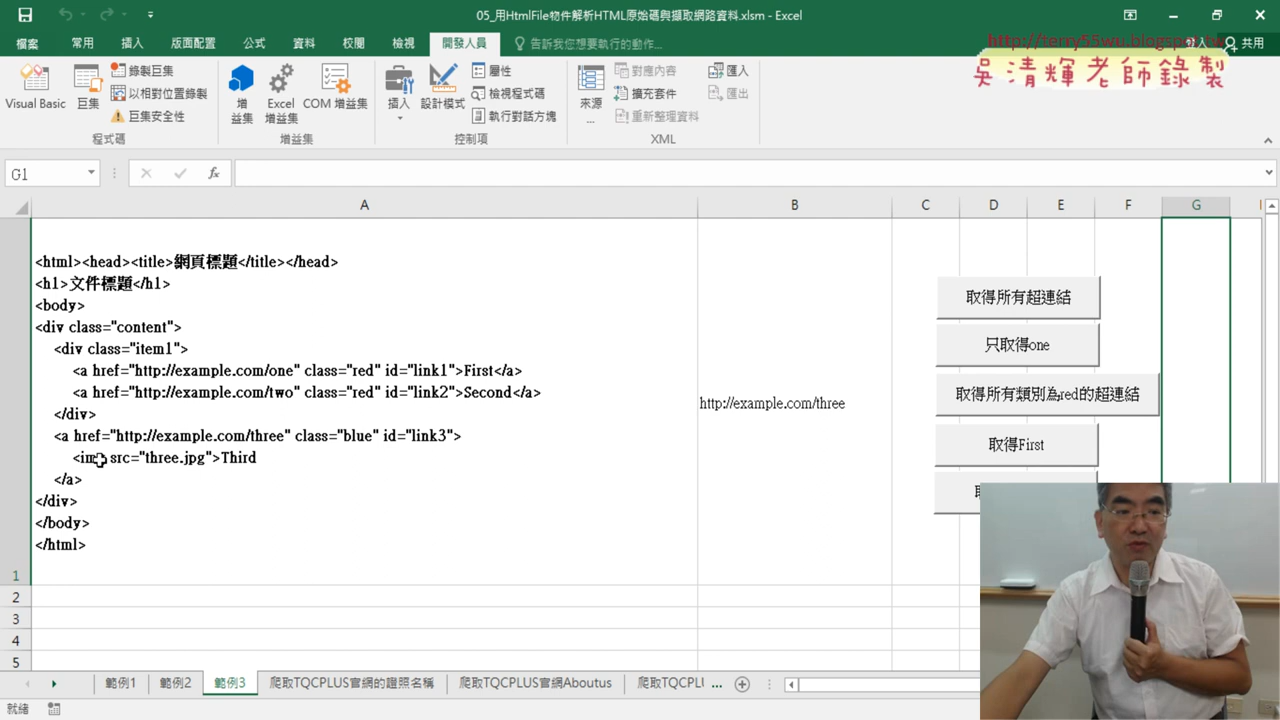 05_用HtmlFile物件解析HTML原始碼與擷取網路資料.xlsm - Excel
檔案 常用 插入 版面配置 公式 資料 校閱 檢視 開發人員 告訴我您想要執行的動作... 共用
http://terry55wu.blogspot.tw
吳清輝老師錄製
Visual Basic 巨集 錄製巨集 以相對位置錄製 巨集安全性
增益集 Excel 增益集 COM 增益集
插入 設計模式 屬性 檢視程式碼 執行對話方塊
來源... 對應內容 擴充套件 重新整理資料 匯入 匯出
程式碼 增益集 控制項 XML
G1 fx
A B C D E F G
<html><head><title>網頁標題</title></head>
<h1>文件標題</h1>
<body>
<div class="content">
<div class="item1">
<a href="http://example.com/one" class="red" id="link1">First</a>
<a href="http://example.com/two" class="red" id="link2">Second</a>
</div>
<a href="http://example.com/three" class="blue" id="link3">
src="three.jpg">Third
</a>
</div>
</body>
</html>
http://example.com/three
取得所有超連結
只取得one
取得所有類別為red的超連結
取得First
1
2
3
4
5
範例1 範例2 範例3 爬取TQCPLUS官網的證照名稱 爬取TQCPLUS官網Aboutus 爬取TQCPLU ...
就緒